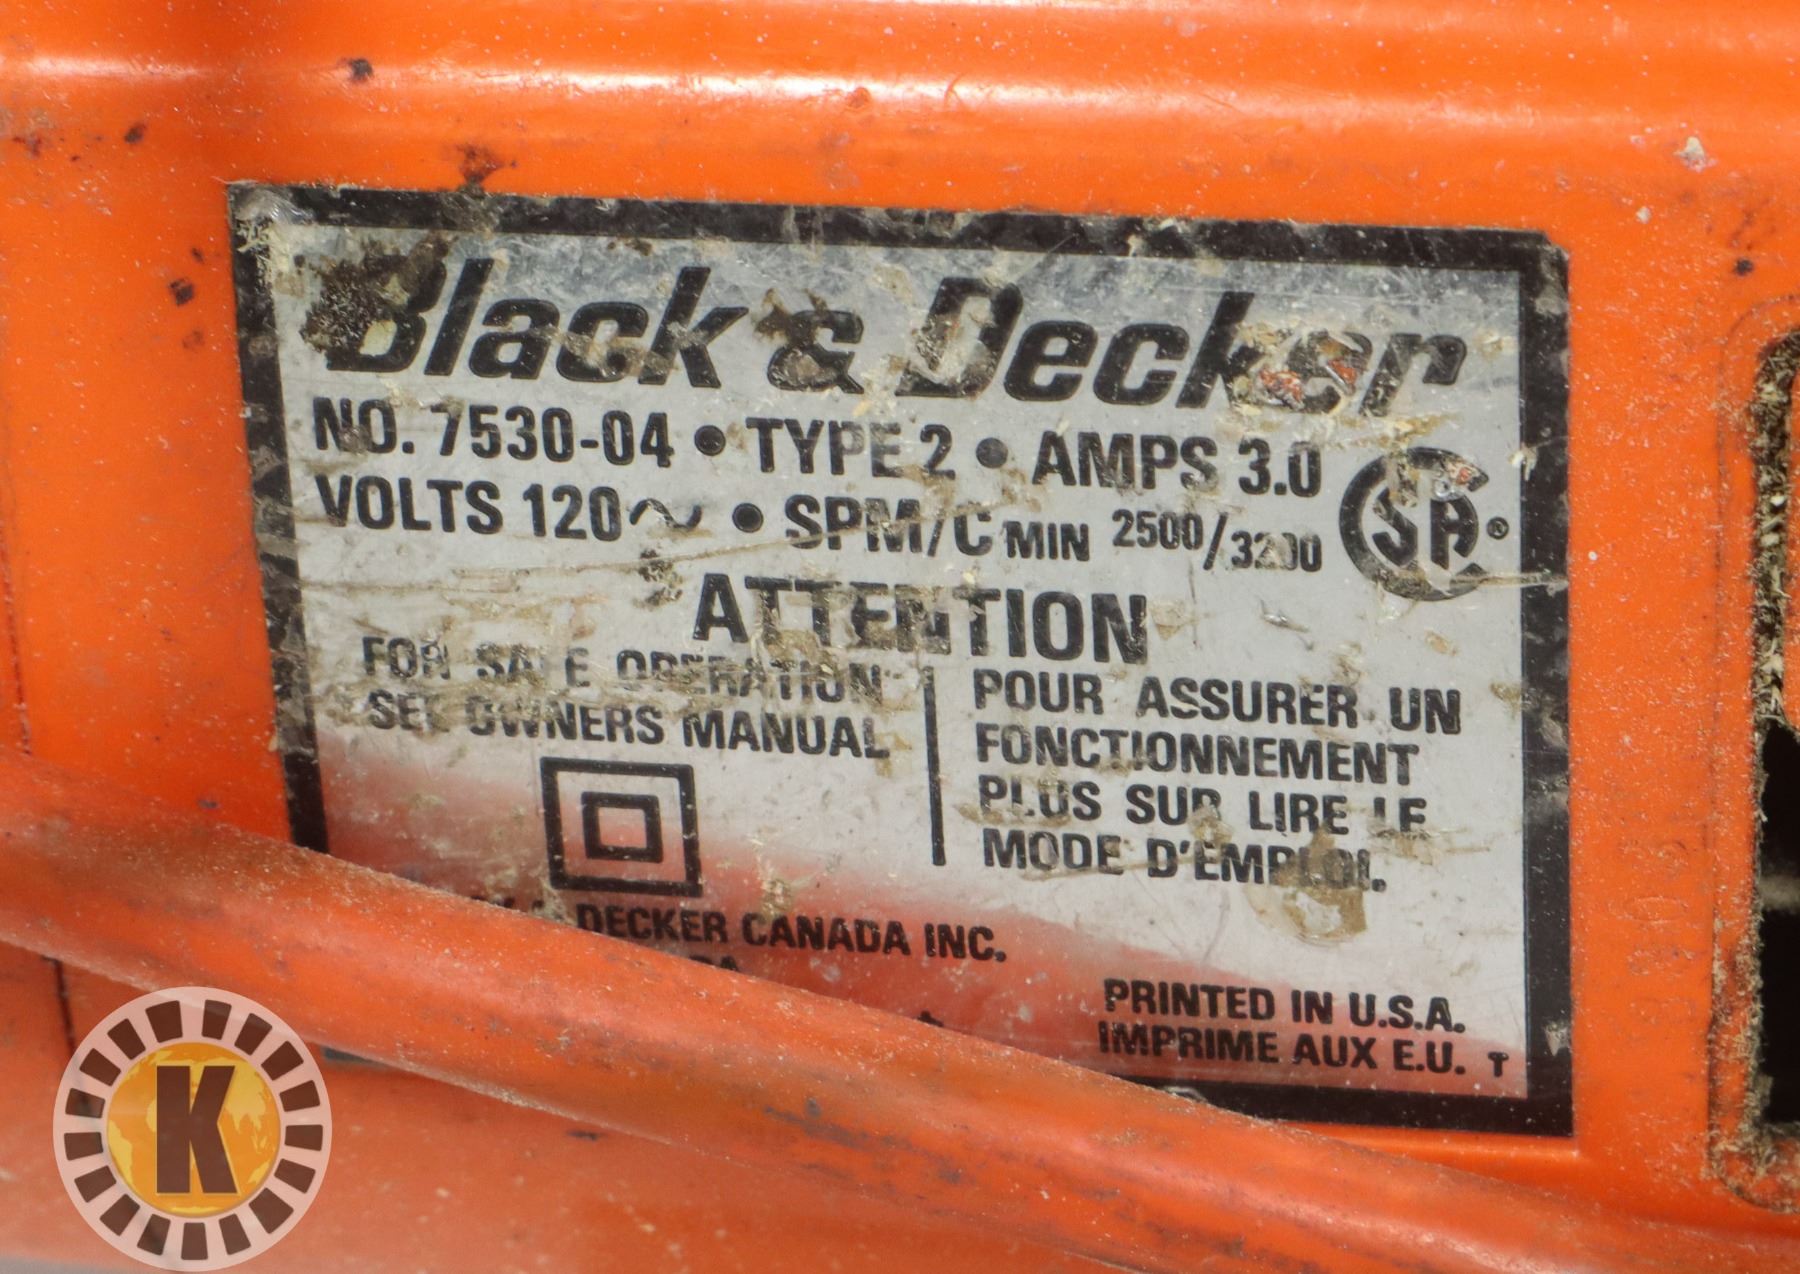 Black & Decker
NO. 7530-04 • TYPE 2 • AMPS 3.0
VOLTS 120∿ • SPM/C MIN 2500/3200
CSA®
ATTENTION
FOR SAFE OPERATION
SEE OWNERS MANUAL
POUR ASSURER UN
FONCTIONNEMENT
PLUS SUR LIRE LE
MODE D'EMPLOI.
DECKER CANADA INC.
PRINTED IN U.S.A.
IMPRIME AUX E.U. T
K